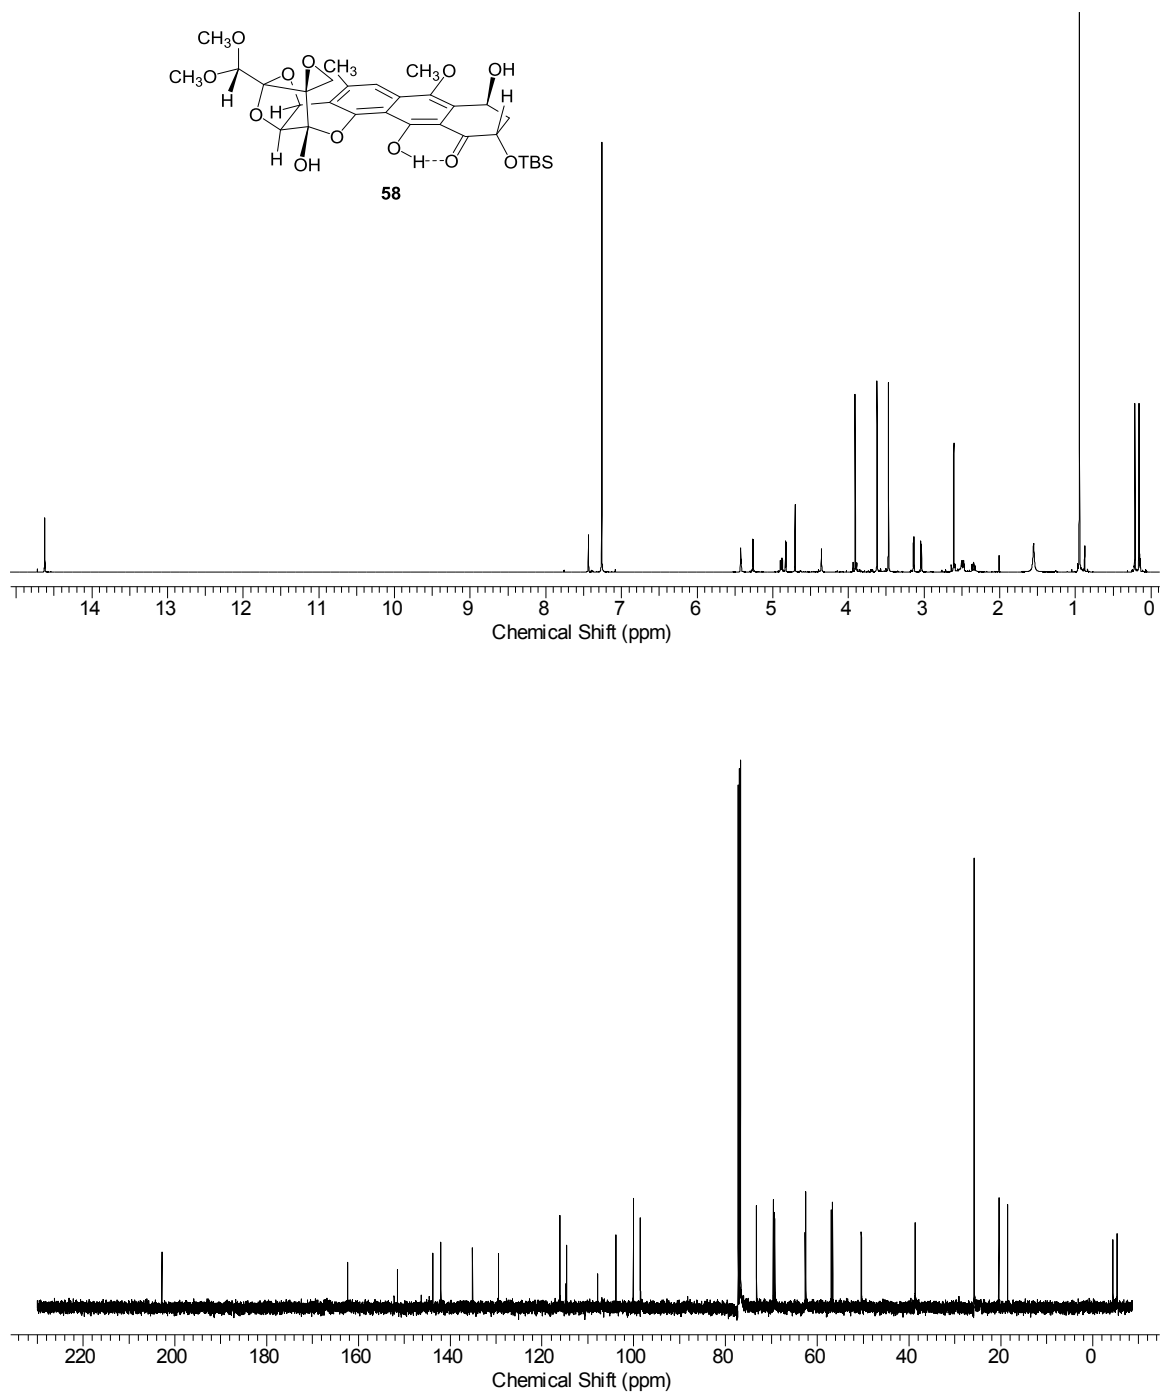 CH3O
O
CH3O
H
O
O
CH3
CH3O
OH
H
H
O
O
H
OH
O
H
O
OTBS
58
14 13 12 11 10 9 8 7 6 5 4 3 2 1 0
Chemical Shift (ppm)
220 200 180 160 140 120 100 80 60 40 20 0
Chemical Shift (ppm)